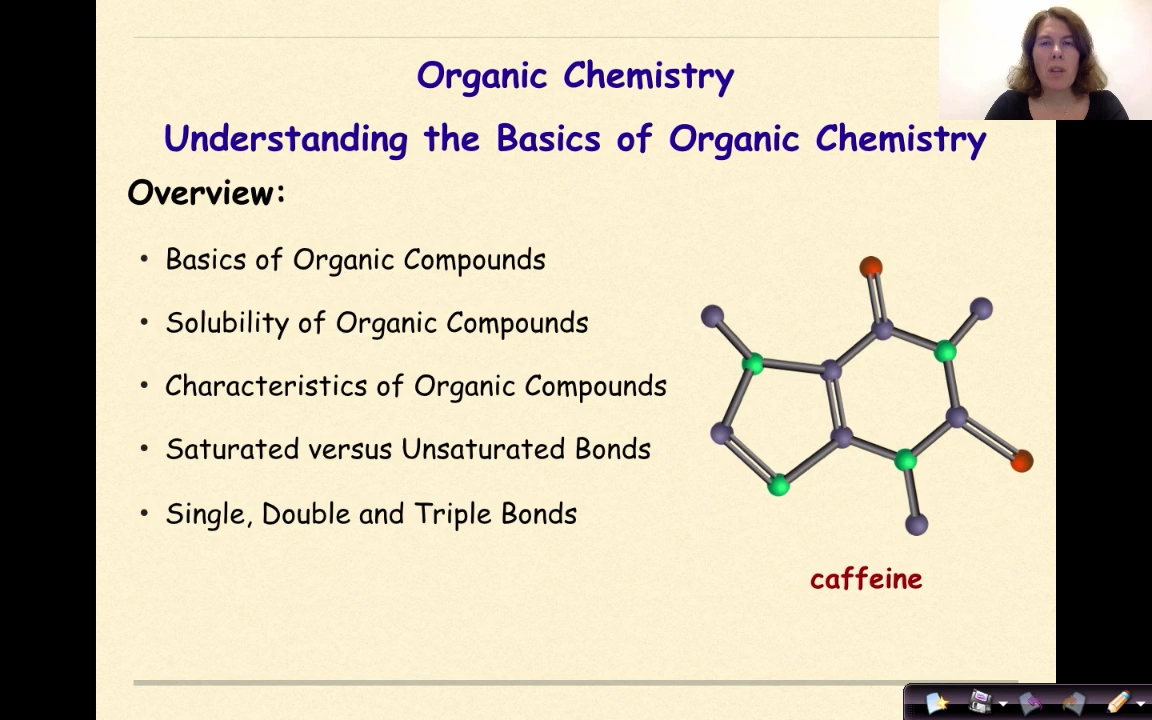 Organic Chemistry
Understanding the Basics of Organic Chemistry
Overview:
• Basics of Organic Compounds
• Solubility of Organic Compounds
• Characteristics of Organic Compounds
• Saturated versus Unsaturated Bonds
• Single, Double and Triple Bonds
caffeine